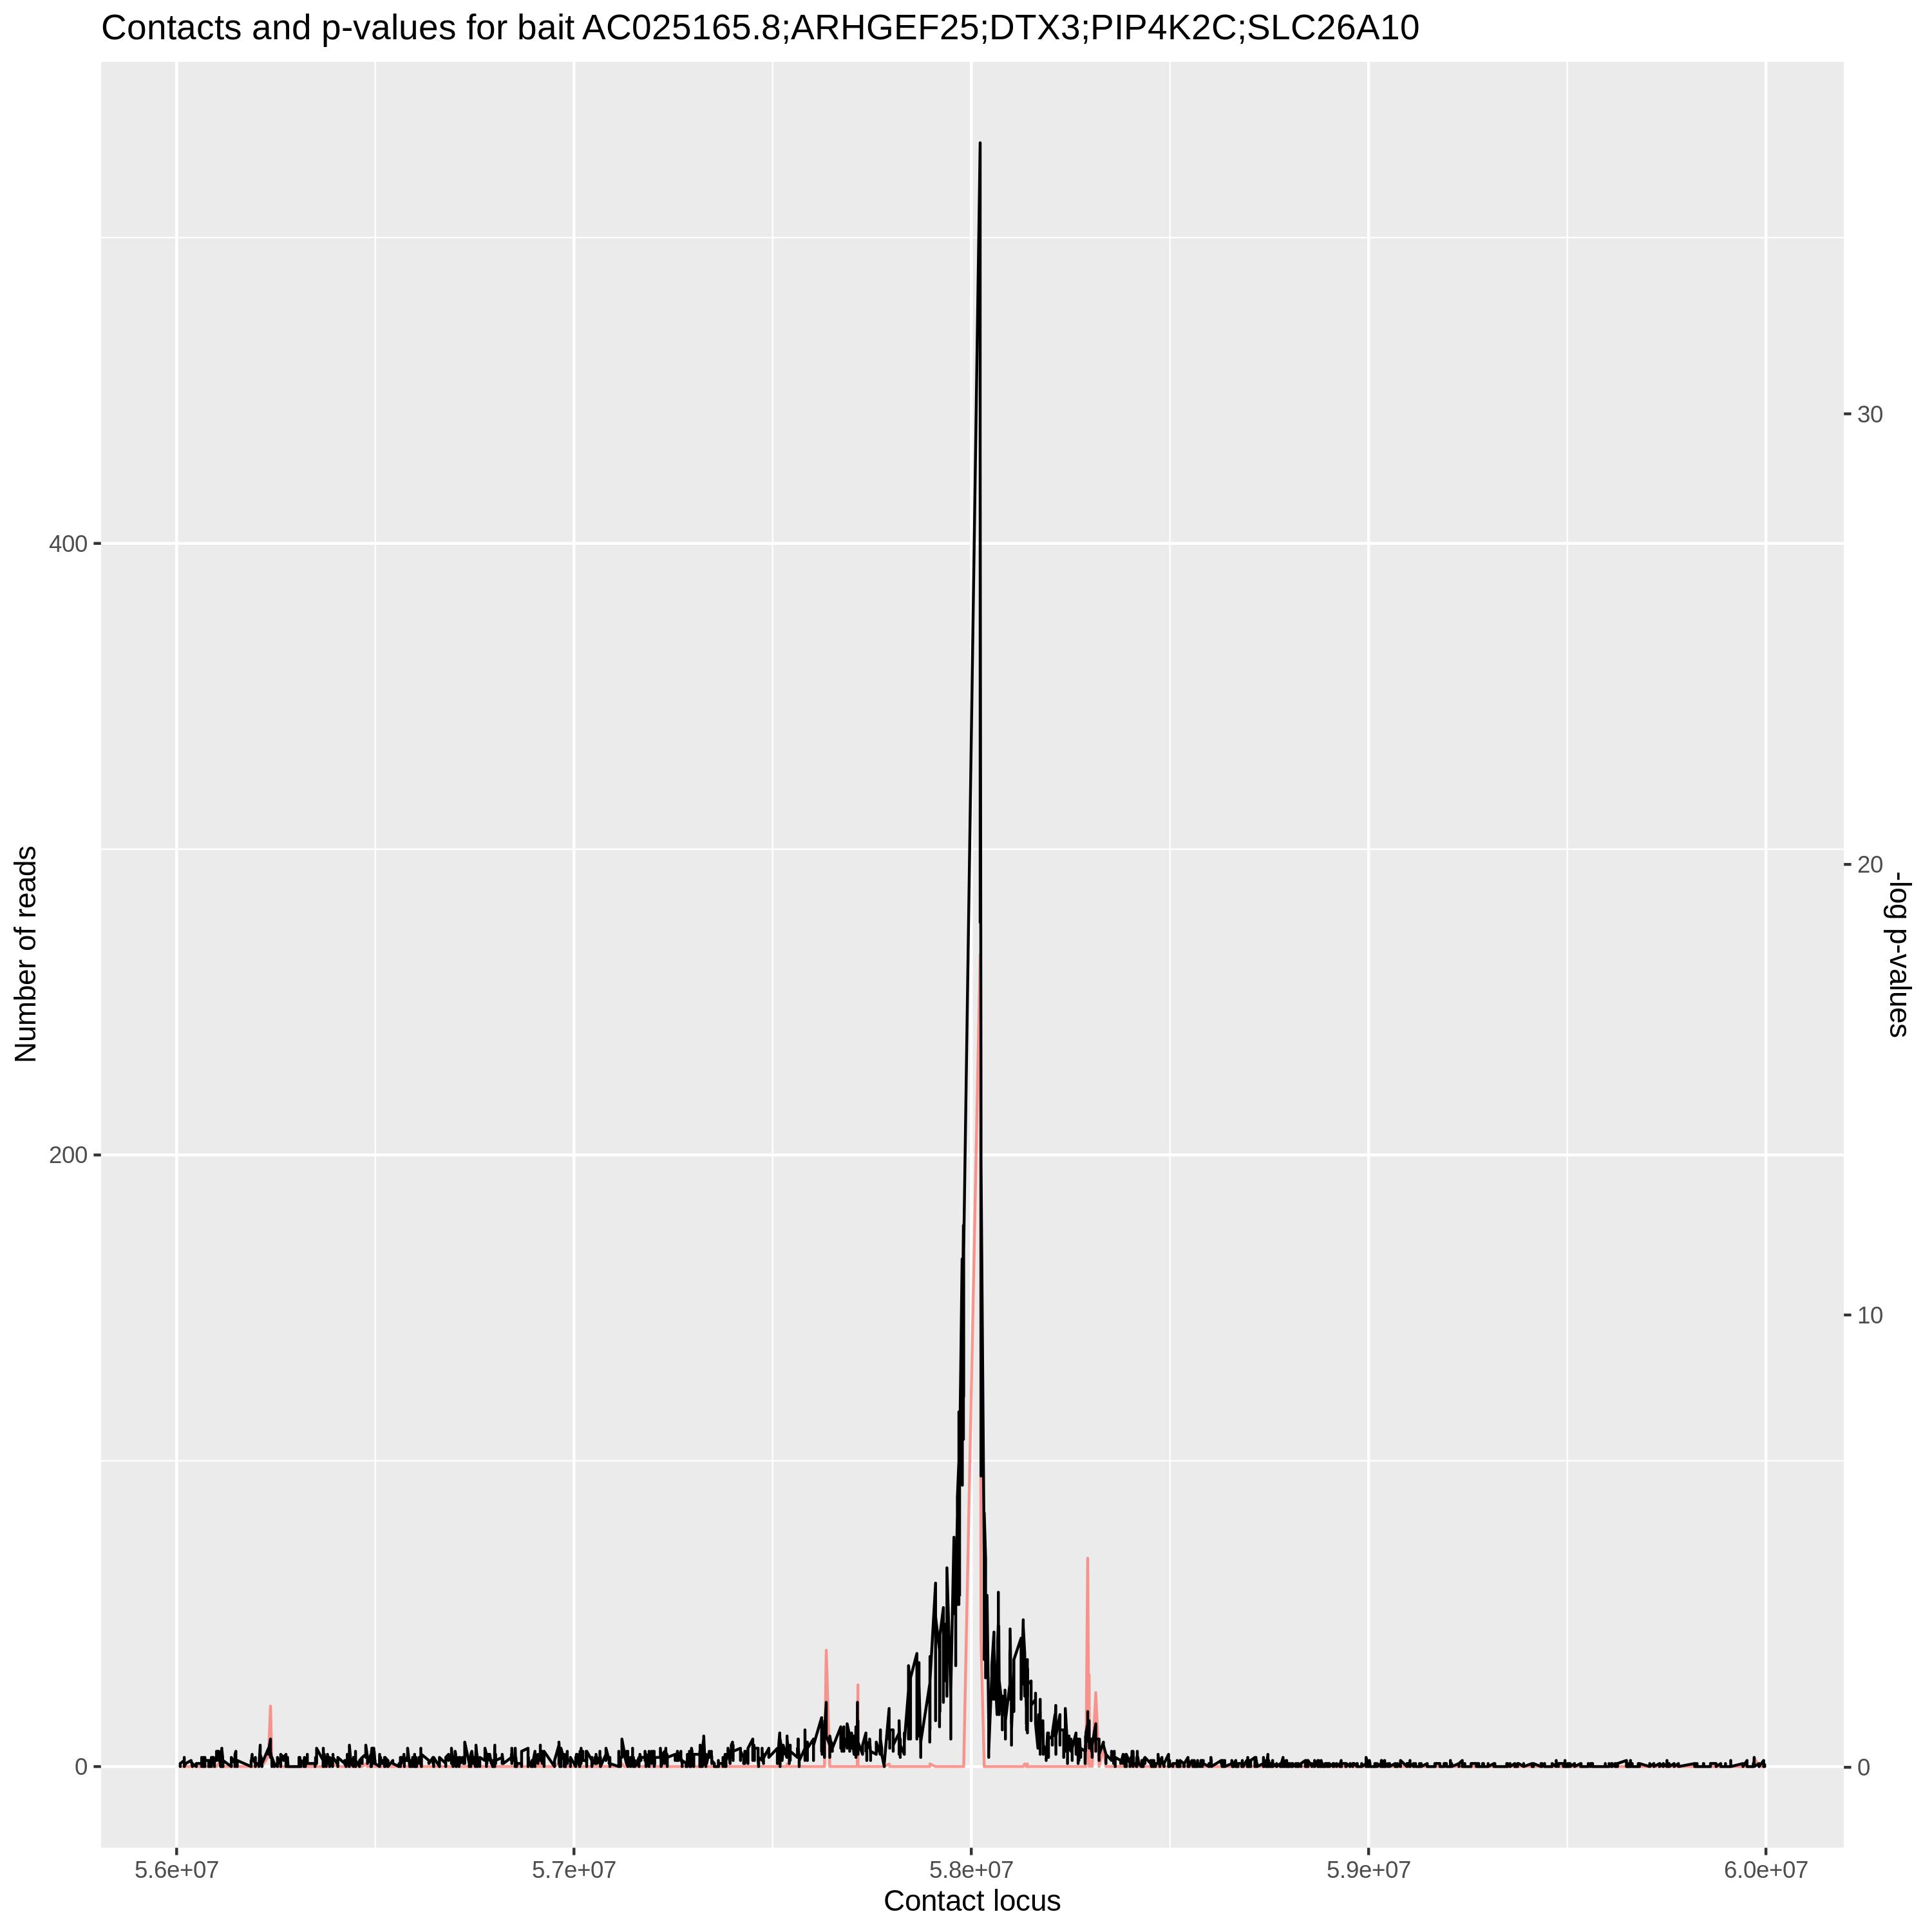 Contacts and p-values for bait AC025165.8;ARHGEF25;DTX3;PIP4K2C;SLC26A10
Number of reads
400
200
0
30
20
10
0
-log p-values
5.6e+07 5.7e+07 5.8e+07 5.9e+07 6.0e+07
Contact locus